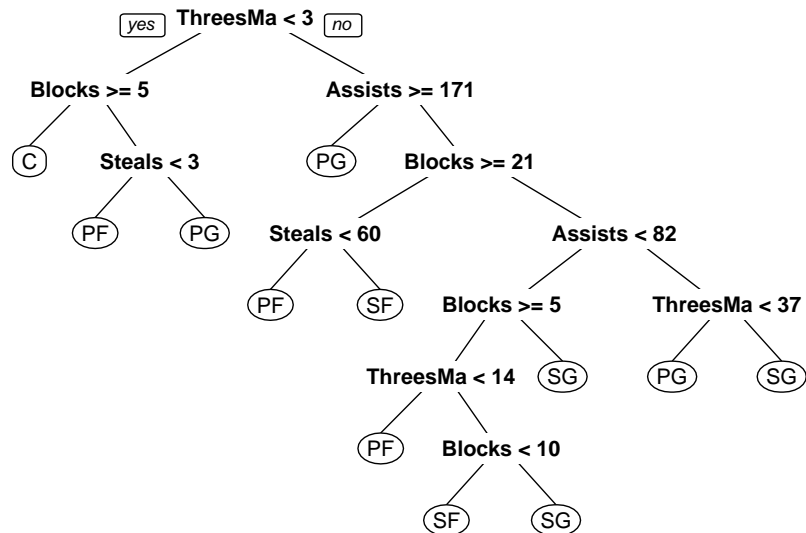 yes ThreesMa < 3 no
Blocks >= 5 Assists >= 171
C Steals < 3 PG Blocks >= 21
PF PG Steals < 60 Assists < 82
PF SF Blocks >= 5 ThreesMa < 37
ThreesMa < 14 SG PG SG
PF Blocks < 10
SF SG